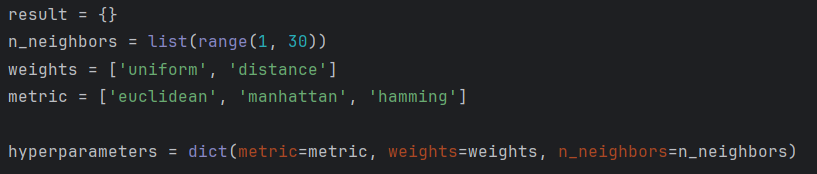 result = {}
n_neighbors = list(range(1, 30))
weights = ['uniform', 'distance']
metric = ['euclidean', 'manhattan', 'hamming']
hyperparameters = dict(metric=metric, weights=weights, n_neighbors=n_neighbors)